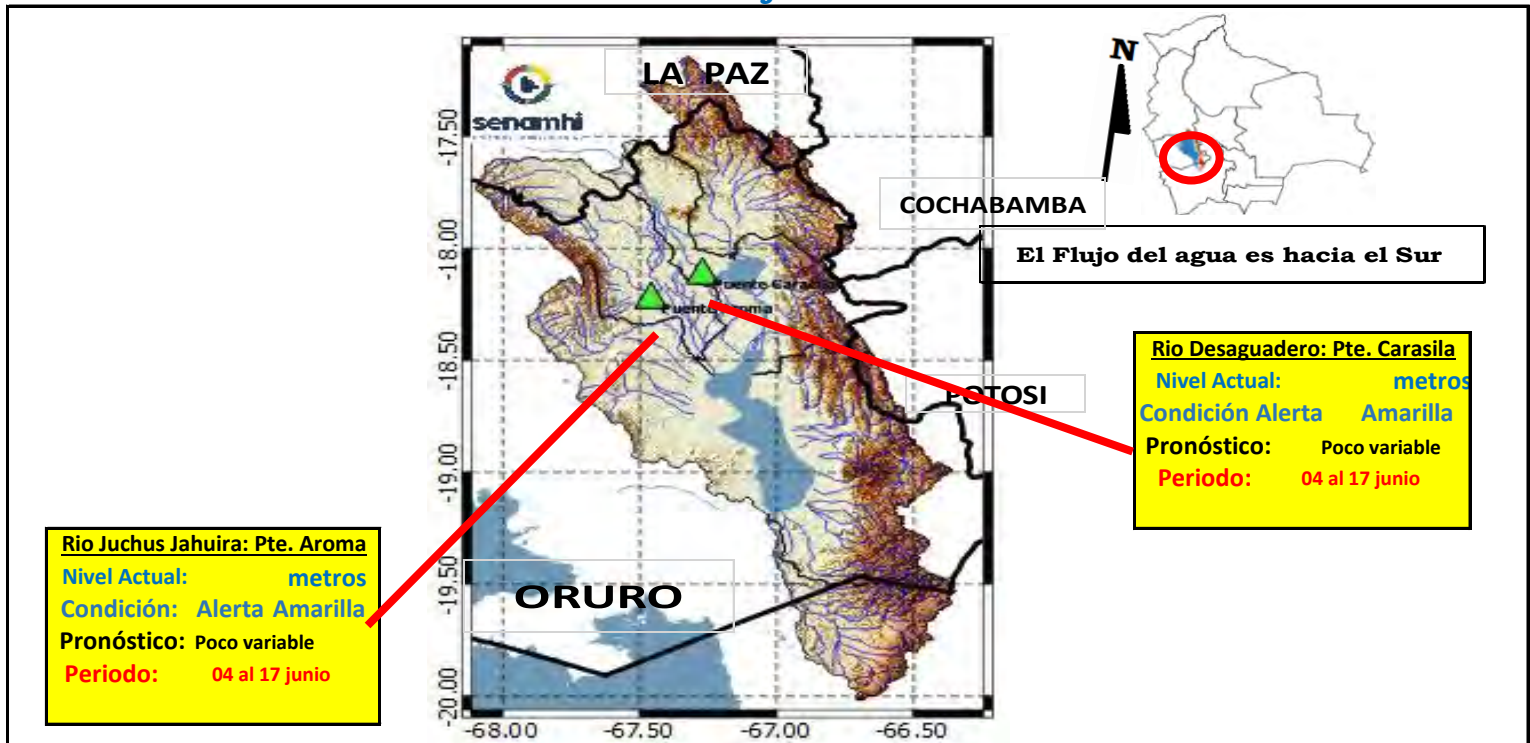 LA PAZ
senamhi
N
COCHABAMBA
El Flujo del agua es hacia el Sur
-17.50
-18.00
-18.50
-19.00
-19.50
-20.00
Puente
Puente
POTOSI
Rio Desaguadero: Pte. Carasila
Nivel Actual: metros
Condición Alerta Amarilla
Pronóstico: Poco variable
Periodo: 04 al 17 junio
Rio Juchus Jahuira: Pte. Aroma
Nivel Actual: metros
Condición: Alerta Amarilla
Pronóstico: Poco variable
Periodo: 04 al 17 junio
ORURO
-68.00 -67.50 -67.00 -66.50